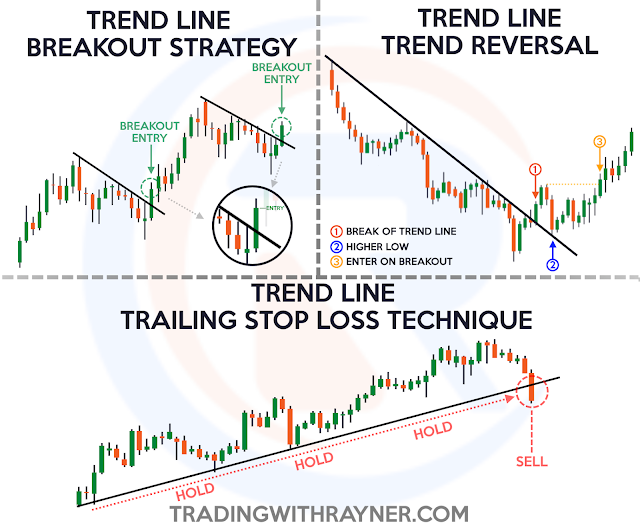 TREND LINE
BREAKOUT STRATEGY
BREAKOUT
ENTRY
BREAKOUT
ENTRY
ENTRY
TREND LINE
TREND REVERSAL
1
3
1 BREAK OF TREND LINE
2 HIGHER LOW
3 ENTER ON BREAKOUT
2
TREND LINE
TRAILING STOP LOSS TECHNIQUE
HOLD
HOLD
HOLD
SELL
TRADINGWITHRAYNER.COM